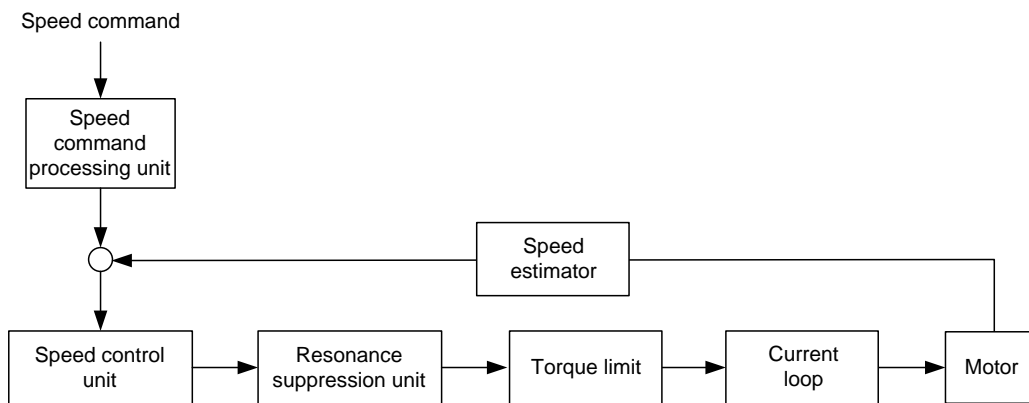 Speed command
Speed
command
processing unit
Speed
estimator
Speed control
unit
Resonance
suppression unit
Torque limit
Current
loop
Motor